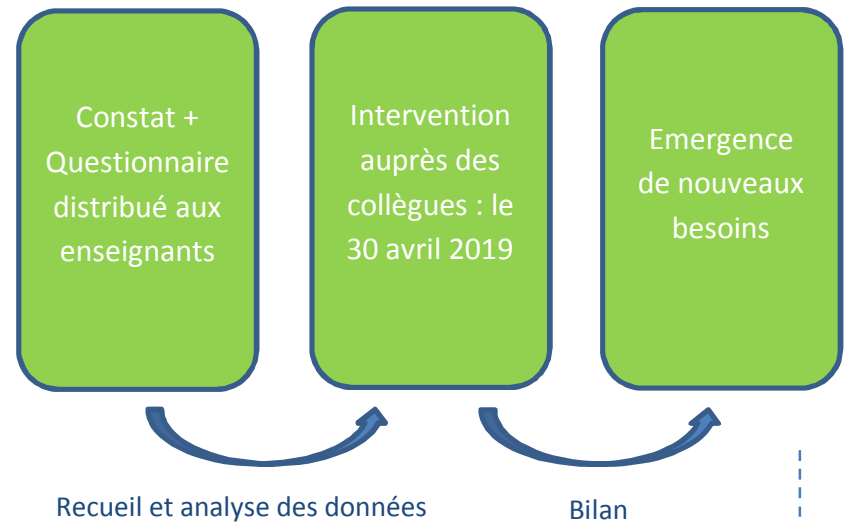 Constat +
Questionnaire
distribué aux
enseignants
Intervention
auprès des
collègues : le
30 avril 2019
Emergence
de nouveaux
besoins
Recueil et analyse des données
Bilan